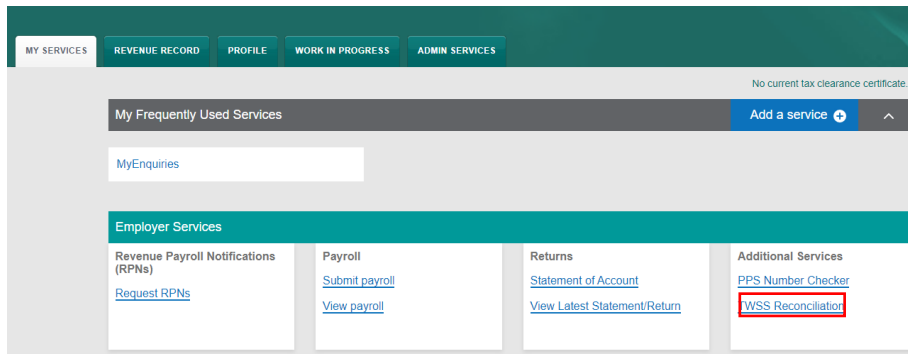 MY SERVICES REVENUE RECORD PROFILE WORK IN PROGRESS ADMIN SERVICES
No current tax clearance certificate.
My Frequently Used Services Add a service
MyEnquiries
Employer Services
Revenue Payroll Notifications (RPNs)
Request RPNs
Payroll
Submit payroll
View payroll
Returns
Statement of Account
View Latest Statement/Return
Additional Services
PPS Number Checker
TWSS Reconciliation